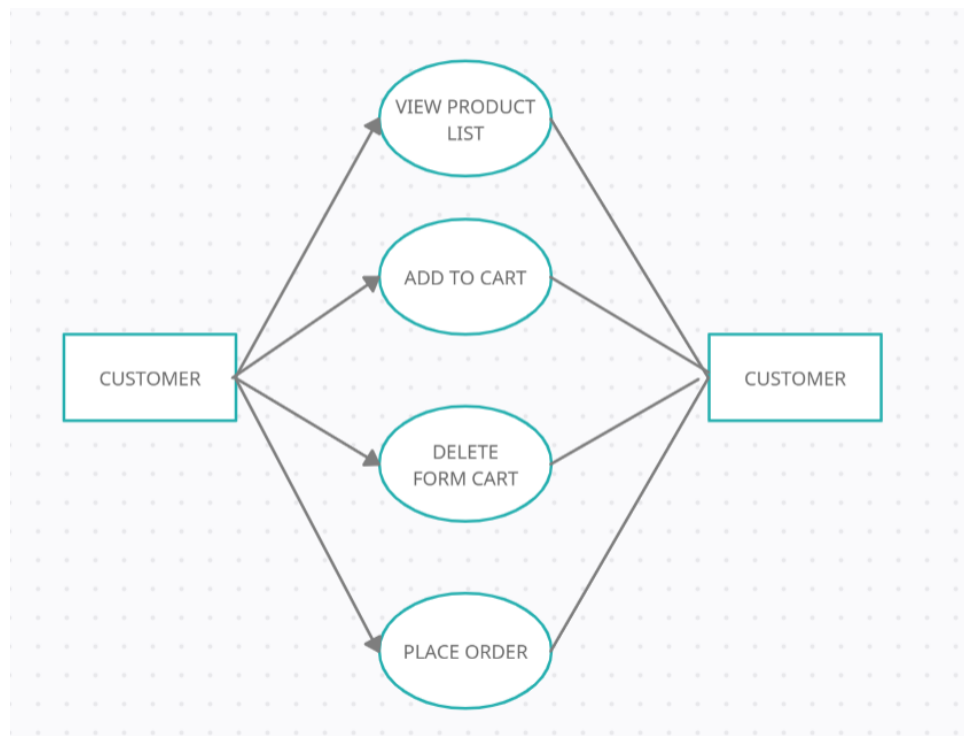 VIEW PRODUCT
LIST
ADD TO CART
CUSTOMER
CUSTOMER
DELETE
FORM CART
PLACE ORDER